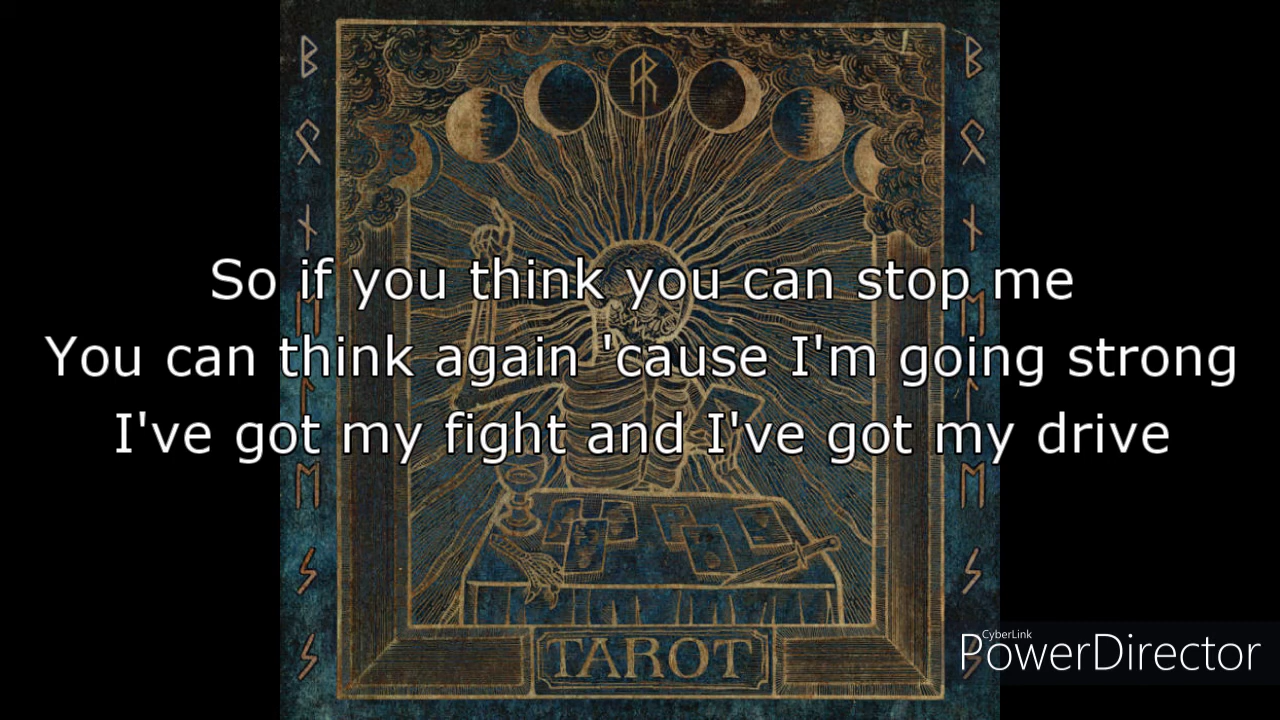 So if you think you can stop me
You can think again 'cause I'm going strong
I've got my fight and I've got my drive
TAROT
CyberLink
PowerDirector